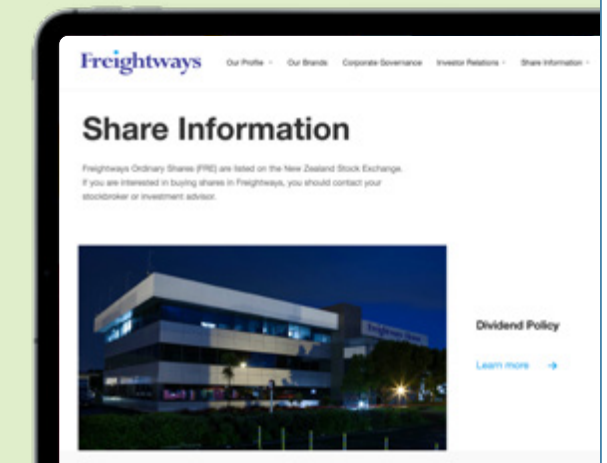 Freightways
Our Profile
Our Brands
Corporate Governance
Investor Relations
Share Information
Share Information
Freightways Ordinary Shares (FRE) are listed on the New Zealand Stock Exchange.
If you are interested in buying shares in Freightways, you should contact your
stockbroker or investment advisor.
Freightways House
Dividend Policy
Learn more